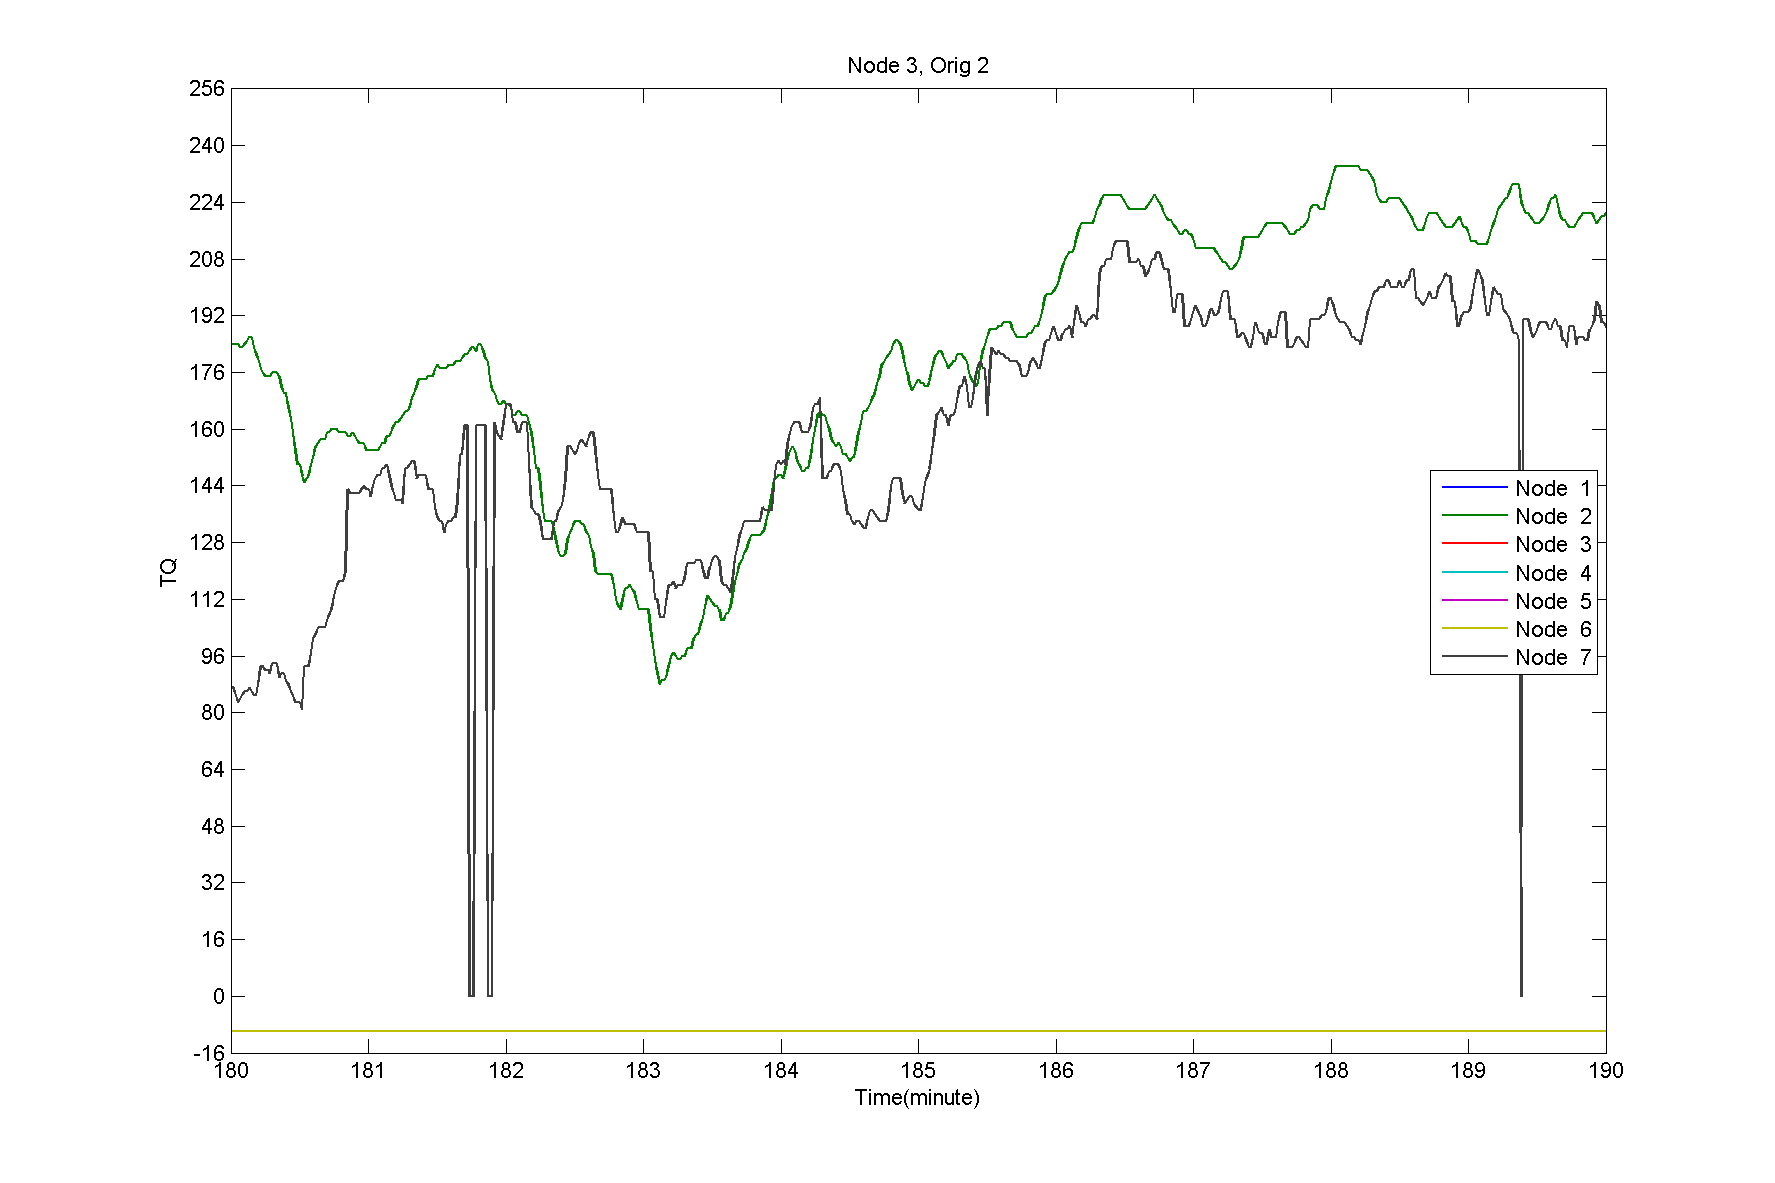 Node 3, Orig 2
256
240
224
208
192
176
160
144
128
112
96
80
64
48
32
16
0
-16
TQ
Node 1
Node 2
Node 3
Node 4
Node 5
Node 6
Node 7
180 181 182 183 184 185 186 187 188 189 190
Time(minute)